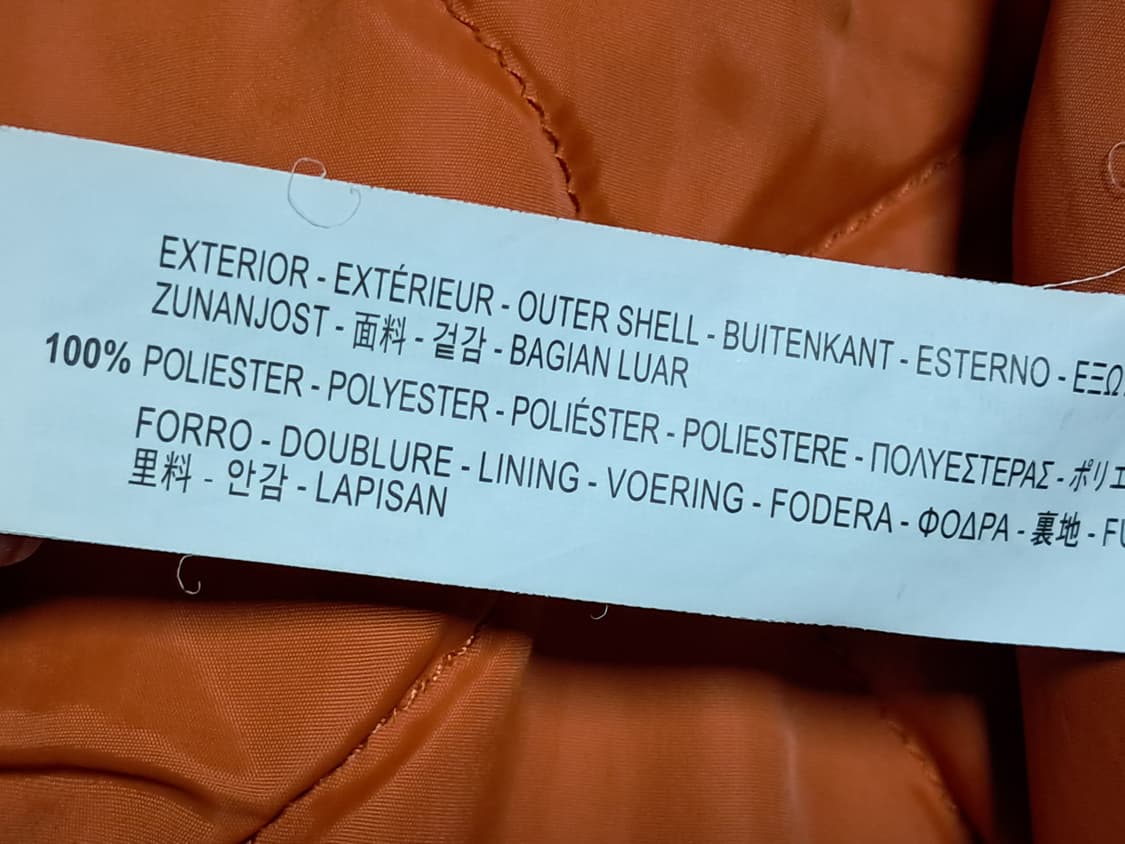 EXTERIOR - EXTÉRIEUR - OUTER SHELL - BUITENKANT - ESTERNO -
ZUNANJOST - 面料 - 겉감 - BAGIAN LUAR
100% POLIESTER - POLYESTER - POLIÉSTER - POLIESTERE - ΠΟΛΥΕΣΤΕΡΑΣ -
FORRO - DOUBLURE - LINING - VOERING - FODERA - ΦΟΔΡΑ - 裏地 -
里料 - 안감 - LAPISAN